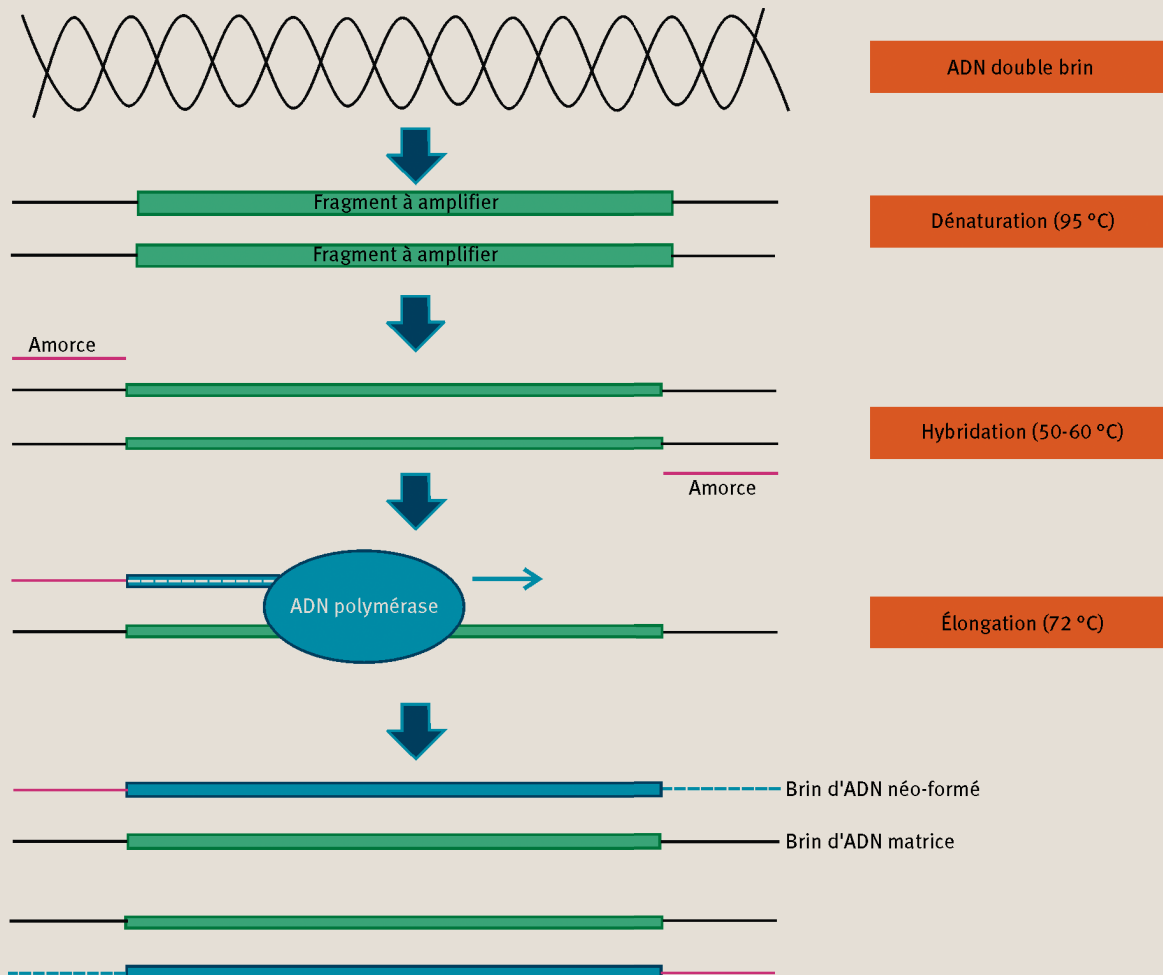 ADN double brin
Fragment à amplifier
Dénaturation (95 °C)
Fragment à amplifier
Amorce
Hybridation (50-60 °C)
Amorce
ADN polymérase
Élongation (72 °C)
Brin d'ADN néo-formé
Brin d'ADN matrice